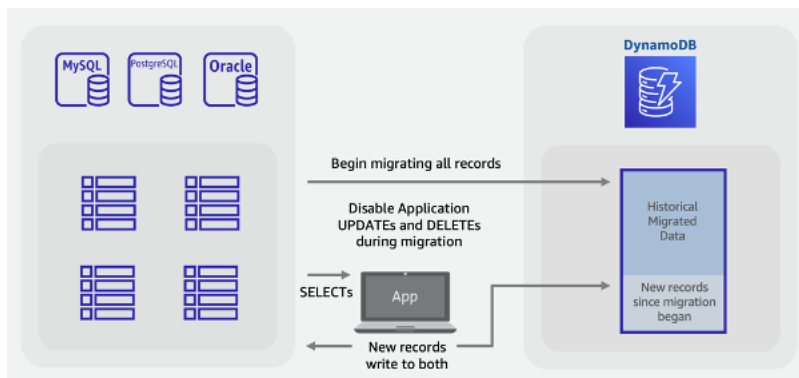 DynamoDB
MySQL
PostgreSQL
Oracle
Begin migrating all records
Disable Application
UPDATEs and DELETEs
during migration
Historical
Migrated
Data
SELECTs
App
New records
since migration
began
New records
write to both